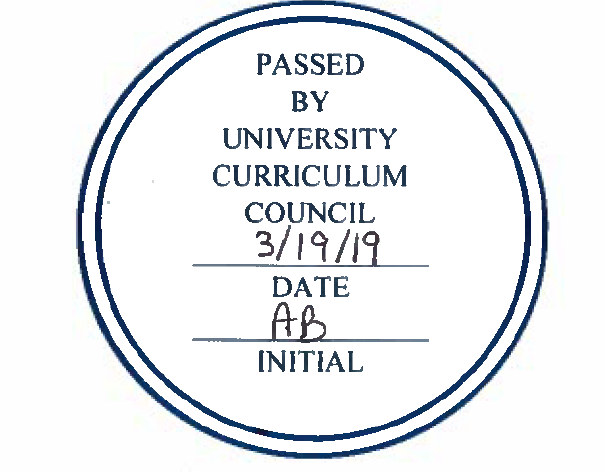 PASSED
BY
UNIVERSITY
CURRICULUM
COUNCIL
3/19/19
DATE
AB
INITIAL